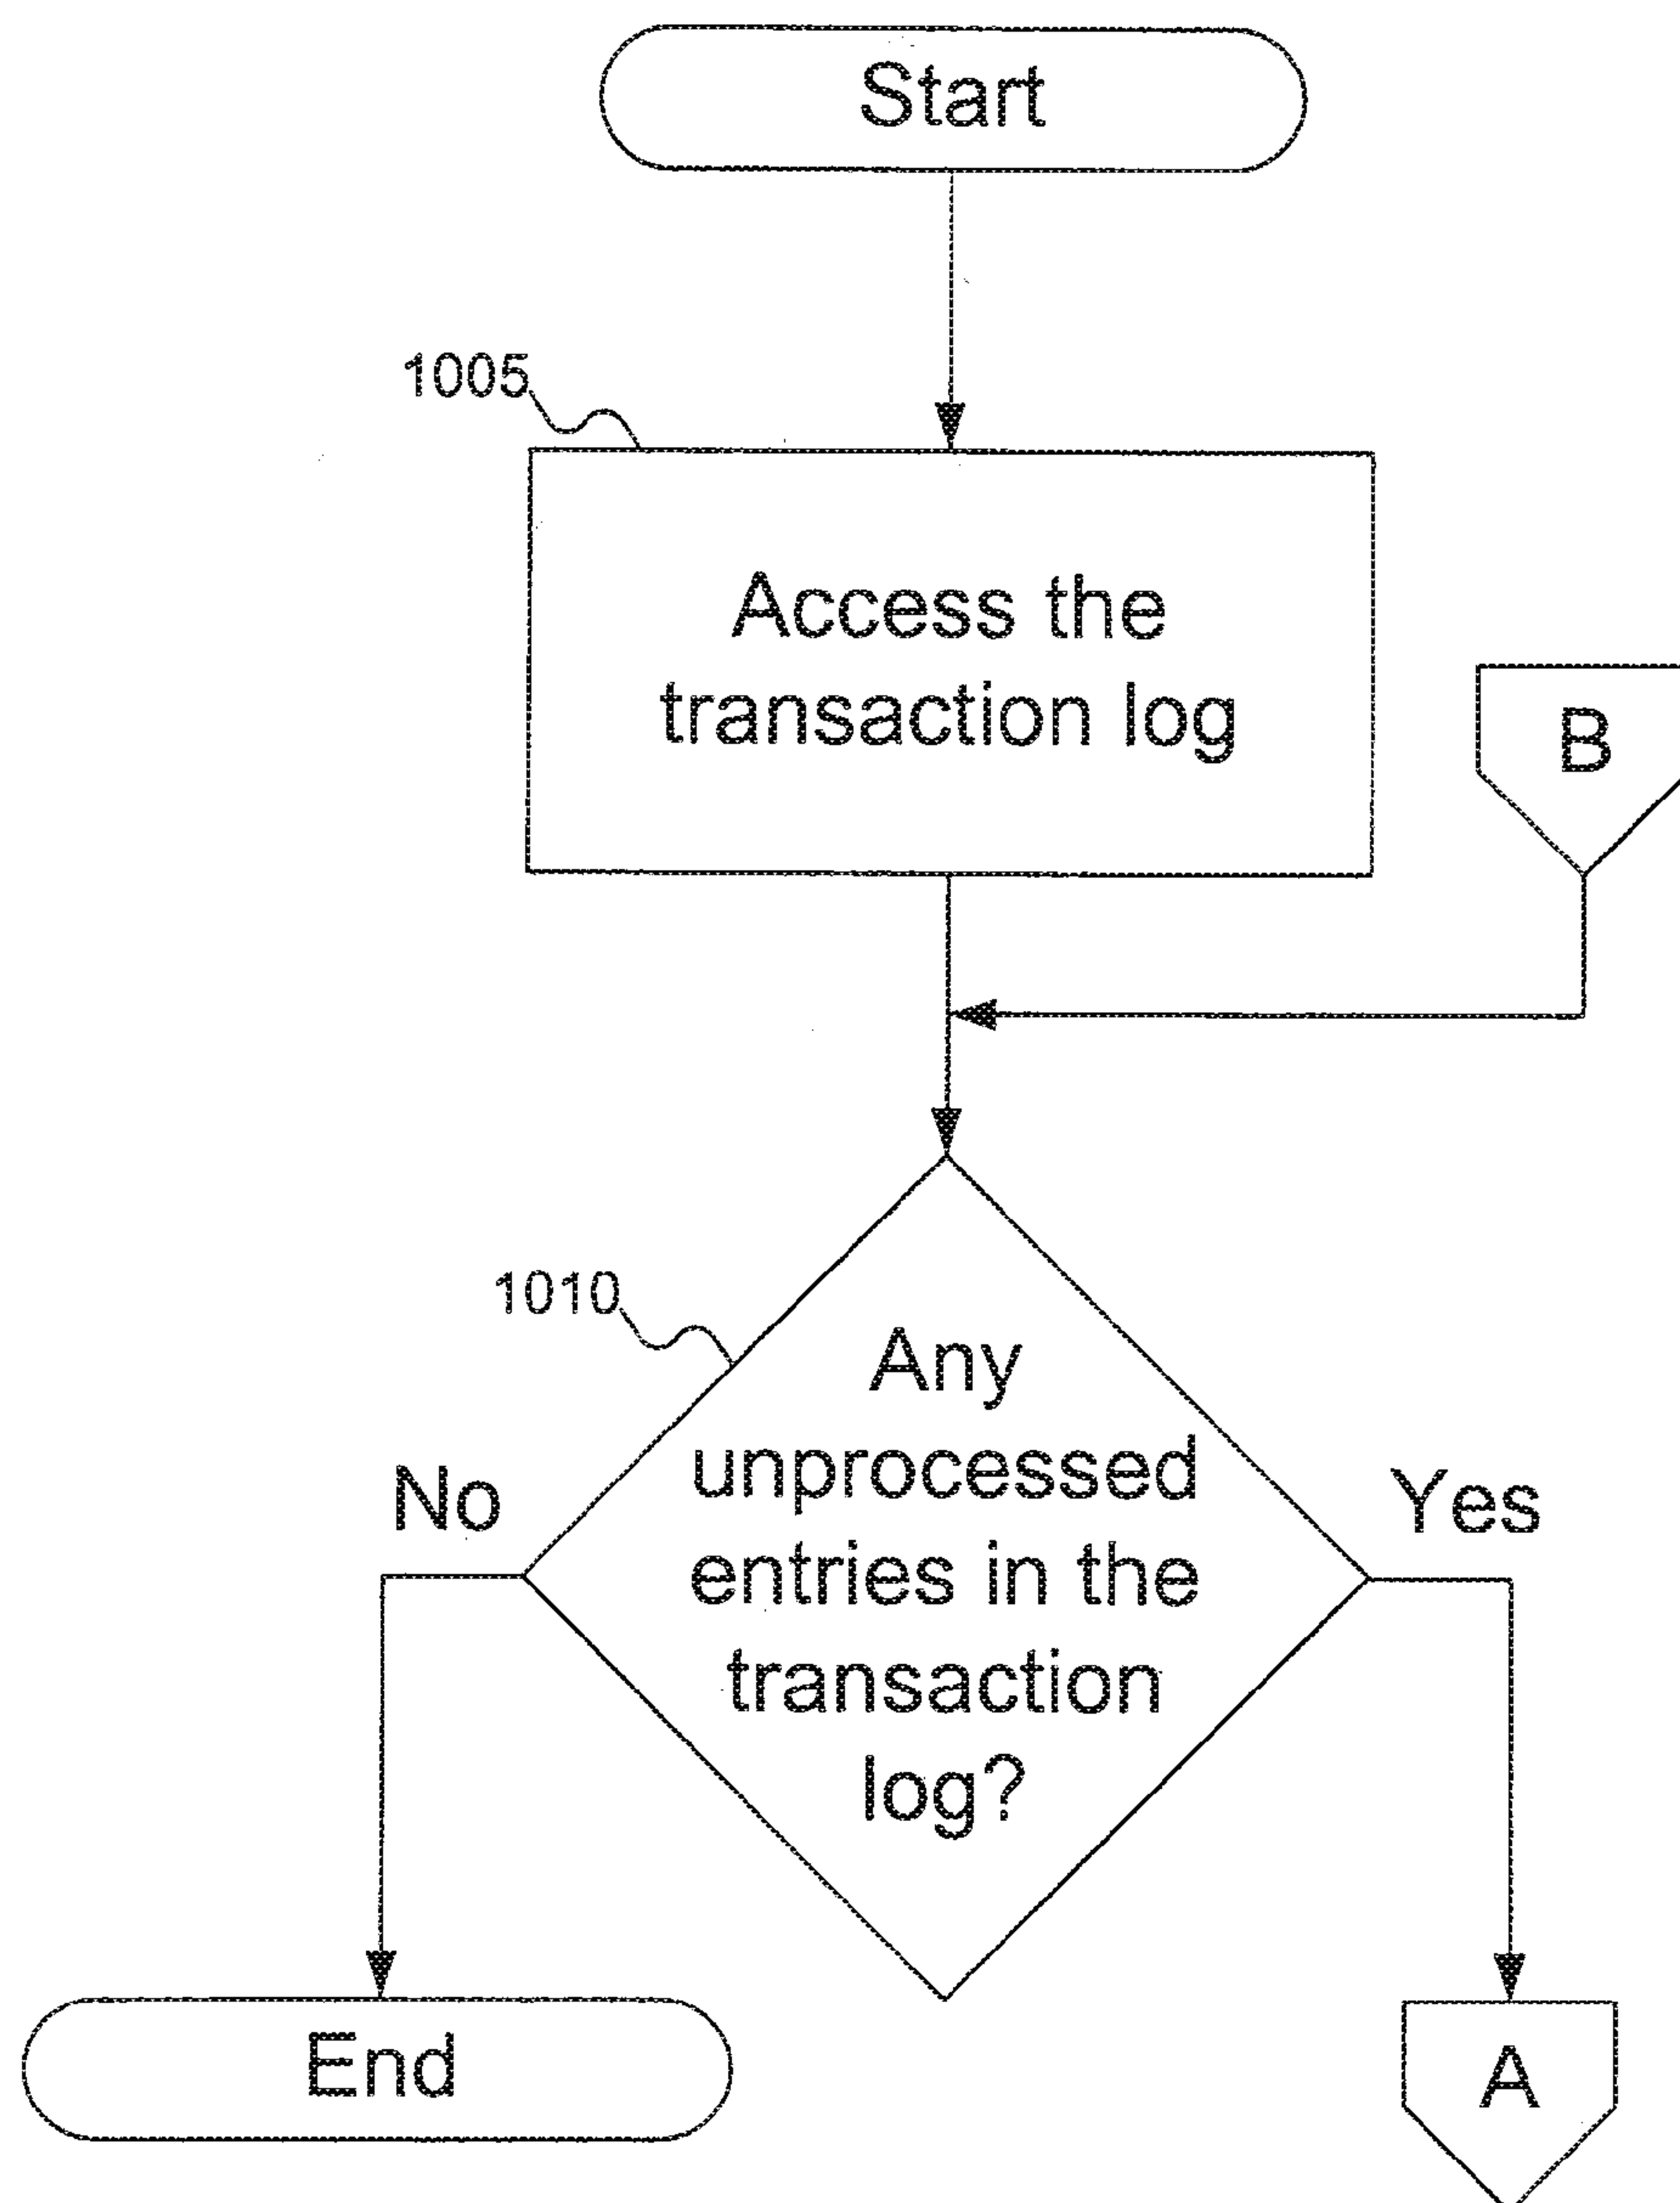 Start
1005
Access the
transaction log
B
1010
Any
unprocessed
entries in the
transaction
log?
No
Yes
End
A